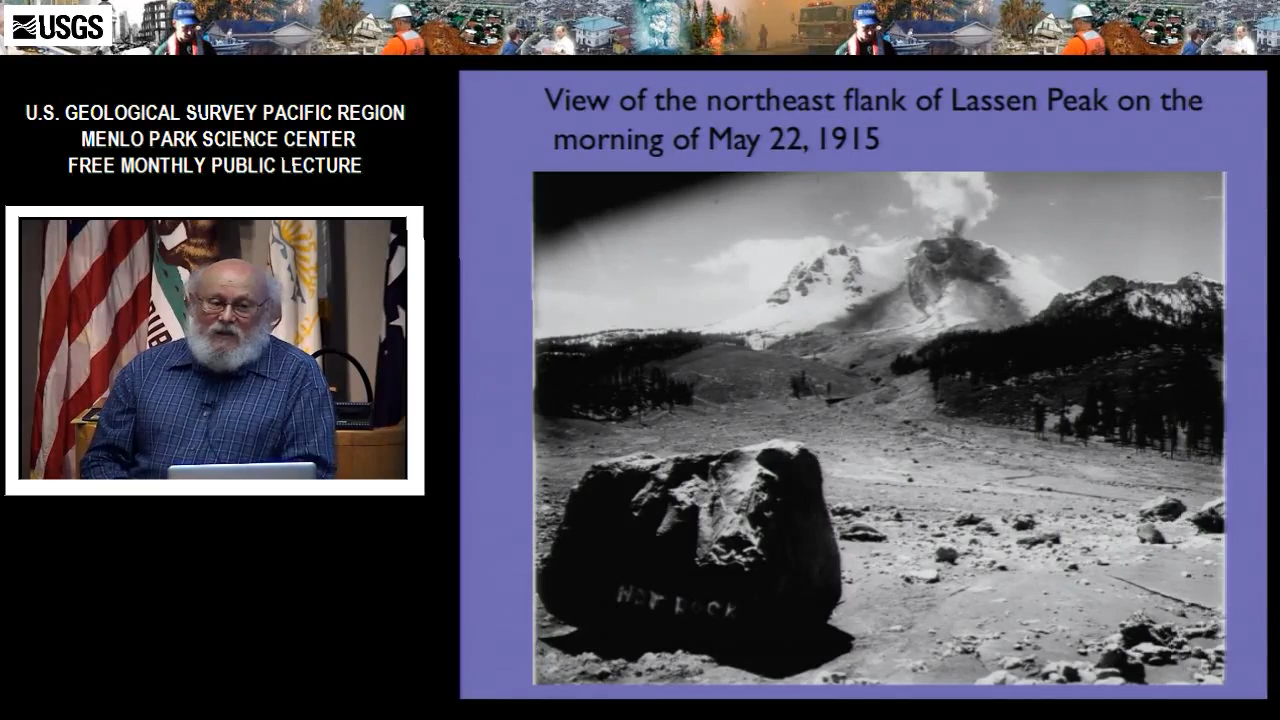 USGS
U.S. GEOLOGICAL SURVEY PACIFIC REGION
MENLO PARK SCIENCE CENTER
FREE MONTHLY PUBLIC LECTURE
View of the northeast flank of Lassen Peak on the
morning of May 22, 1915
HOT ROCK